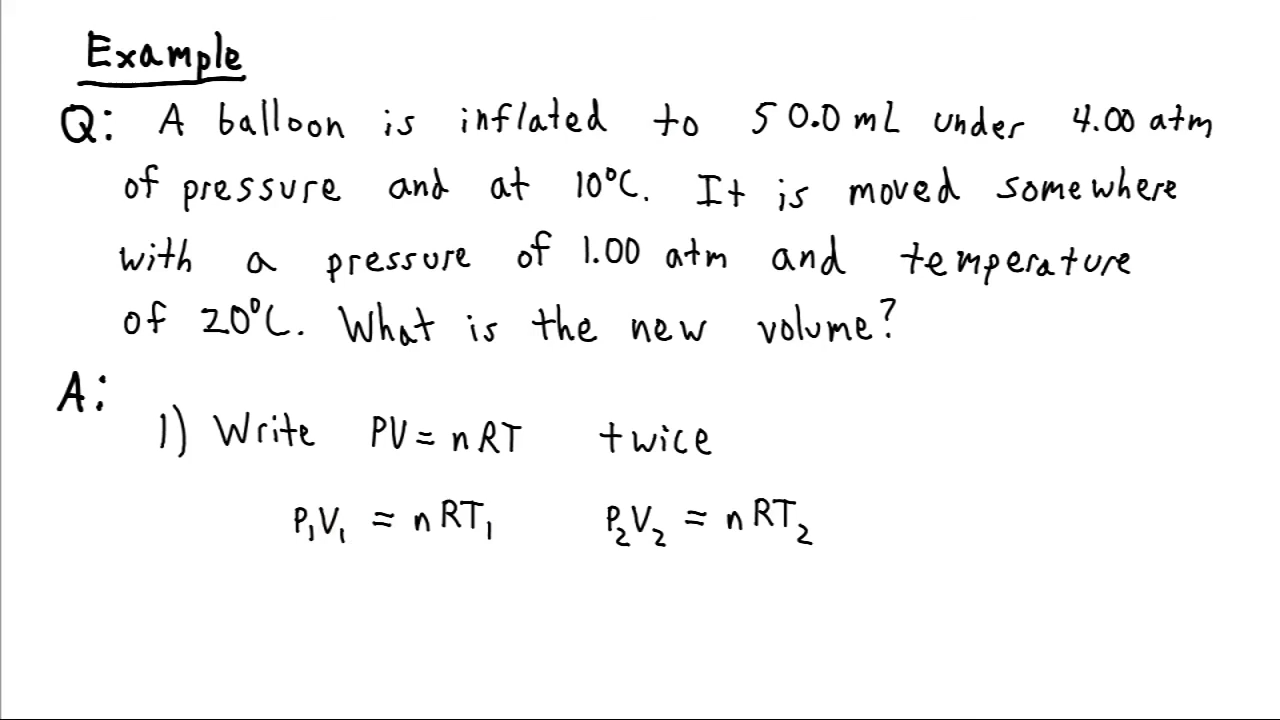 Example
Q: A balloon is inflated to 50.0 mL under 4.00 atm
of pressure and at 10°C. It is moved somewhere
with a pressure of 1.00 atm and temperature
of 20°C. What is the new volume?
A:
1) Write PV = nRT twice
P₁V₁ = nRT₁ P₂V₂ = nRT₂